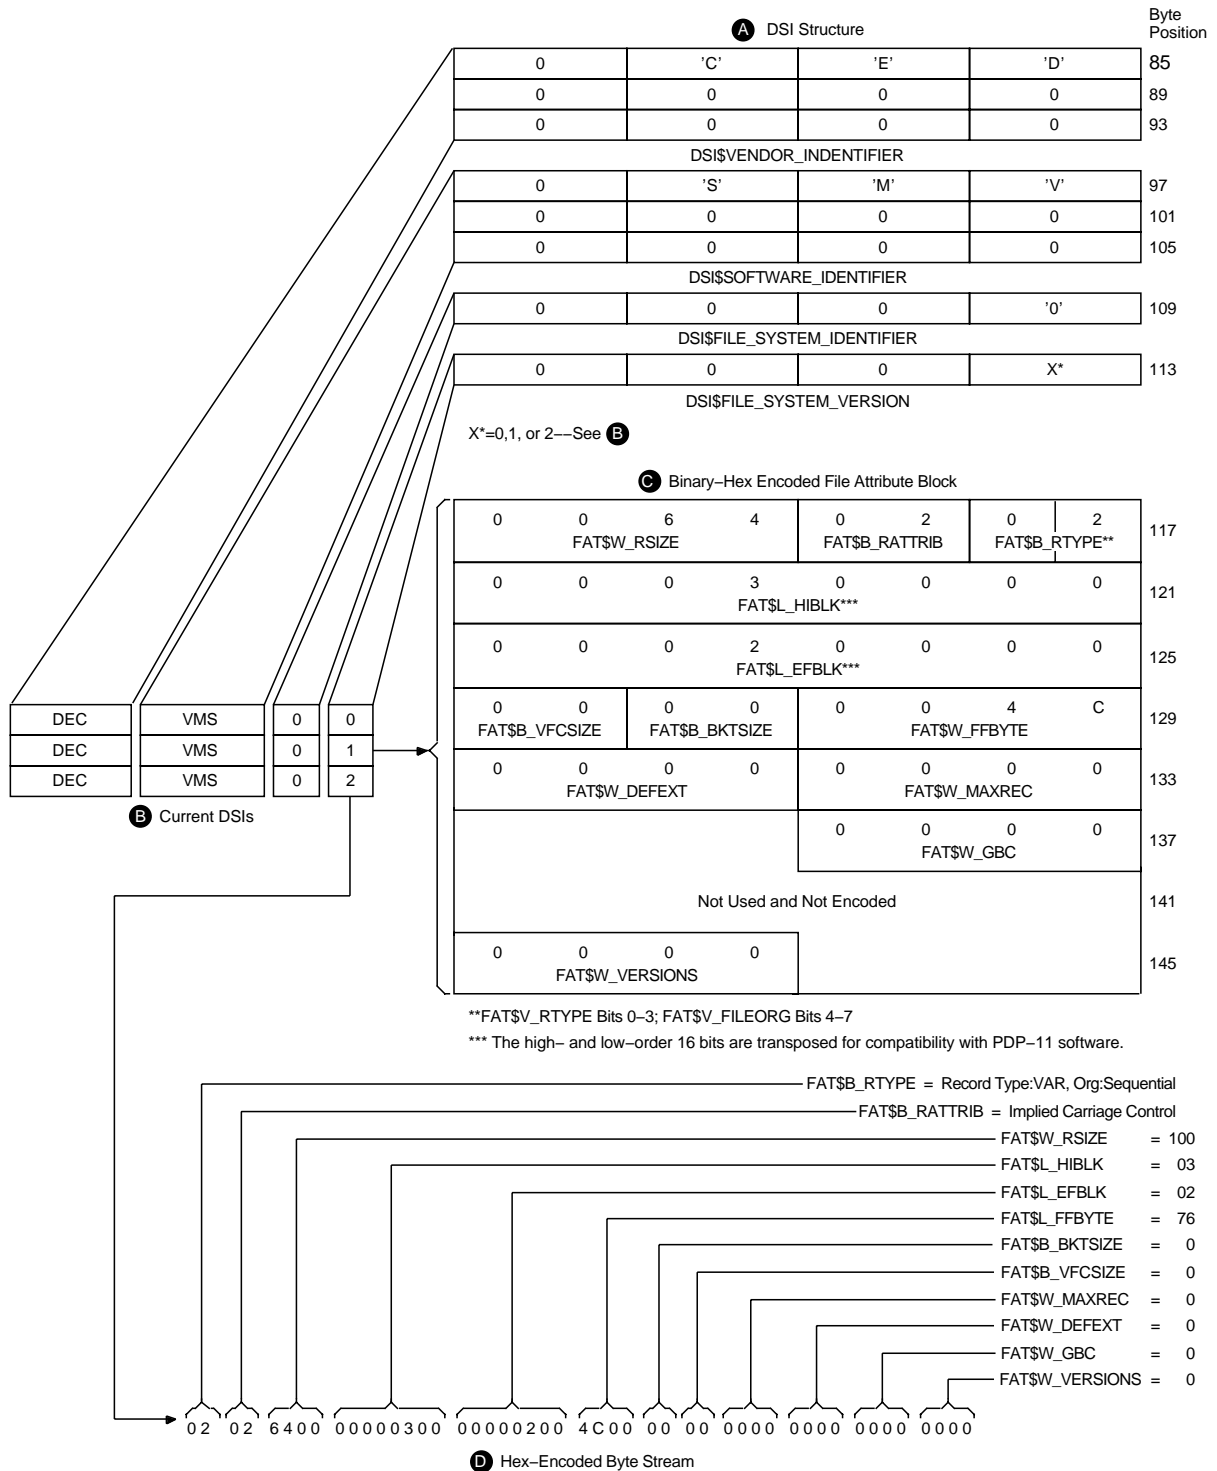 Byte
Position
A DSI Structure
0 'C' 'E' 'D' 85
0 0 0 0 89
0 0 0 0 93
DSI$VENDOR_INDENTIFIER
0 'S' 'M' 'V' 97
0 0 0 0 101
0 0 0 0 105
DSI$SOFTWARE_IDENTIFIER
0 0 0 '0' 109
DSI$FILE_SYSTEM_IDENTIFIER
0 0 0 X* 113
DSI$FILE_SYSTEM_VERSION
X*=0,1, or 2--See B
C Binary-Hex Encoded File Attribute Block
0 0 6 4 0 2 0 2 117
FAT$W_RSIZE FAT$B_RATTRIB FAT$B_RTYPE**
0 0 0 3 0 0 0 0 121
FAT$L_HIBLK***
0 0 0 2 0 0 0 0 125
FAT$L_EFBLK***
0 0 0 0 0 0 4 C 129
FAT$B_VFCSIZE FAT$B_BKTSIZE FAT$W_FFBYTE
0 0 0 0 0 0 0 0 133
FAT$W_DEFEXT FAT$W_MAXREC
0 0 0 0 137
FAT$W_GBC
Not Used and Not Encoded 141
0 0 0 0 145
FAT$W_VERSIONS
DEC VMS 0 0
DEC VMS 0 1
DEC VMS 0 2
B Current DSIs
**FAT$V_RTYPE Bits 0-3; FAT$V_FILEORG Bits 4-7
*** The high- and low-order 16 bits are transposed for compatibility with PDP-11 software.
FAT$B_RTYPE = Record Type:VAR, Org:Sequential
FAT$B_RATTRIB = Implied Carriage Control
FAT$W_RSIZE = 100
FAT$L_HIBLK = 03
FAT$L_EFBLK = 02
FAT$L_FFBYTE = 76
FAT$B_BKTSIZE = 0
FAT$B_VFCSIZE = 0
FAT$W_MAXREC = 0
FAT$W_DEFEXT = 0
FAT$W_GBC = 0
FAT$W_VERSIONS = 0
02 02 6400 00000300 00000200 4C00 00 00 0000 0000 0000 0000
D Hex-Encoded Byte Stream